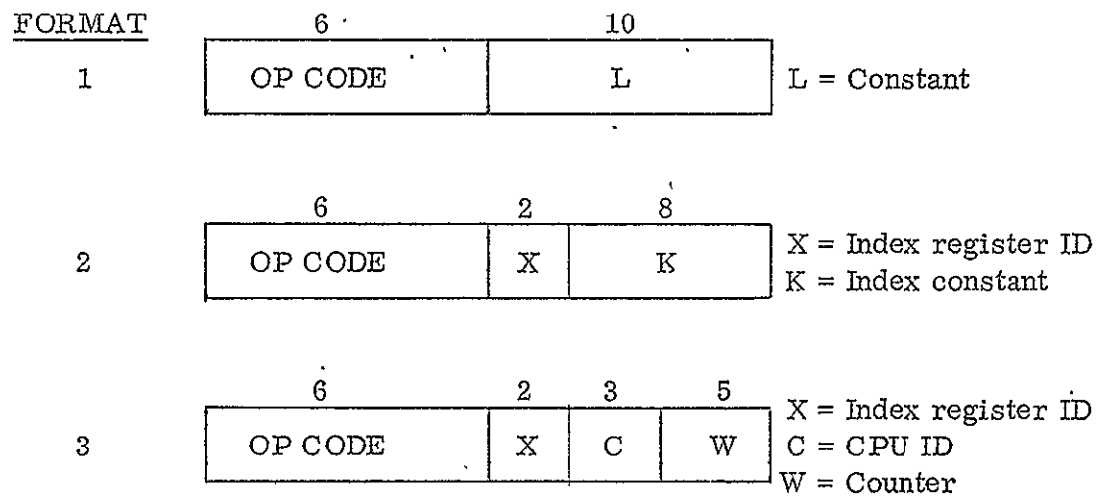 FORMAT 6 10
1 OP CODE L L = Constant
6 2 8
2 OP CODE X K X = Index register ID
K = Index constant
6 2 3 5
3 OP CODE X C W X = Index register ID
C = CPU ID
W = Counter